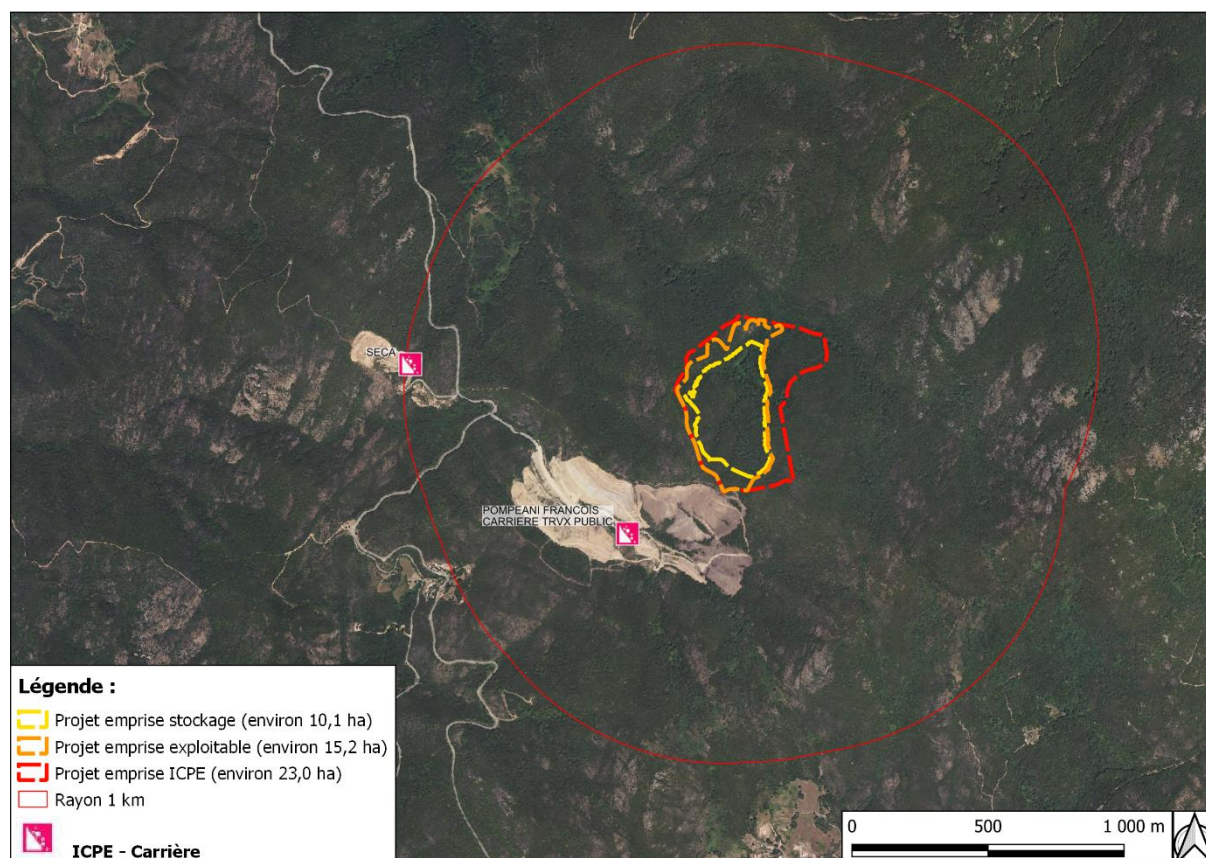 SECA
POMPEANI FRANCOIS
CARRIERE TRVX PUBLIC
Légende :
Projet emprise stockage (environ 10,1 ha)
Projet emprise exploitable (environ 15,2 ha)
Projet emprise ICPE (environ 23,0 ha)
Rayon 1 km
ICPE - Carrière
0 500 1 000 m